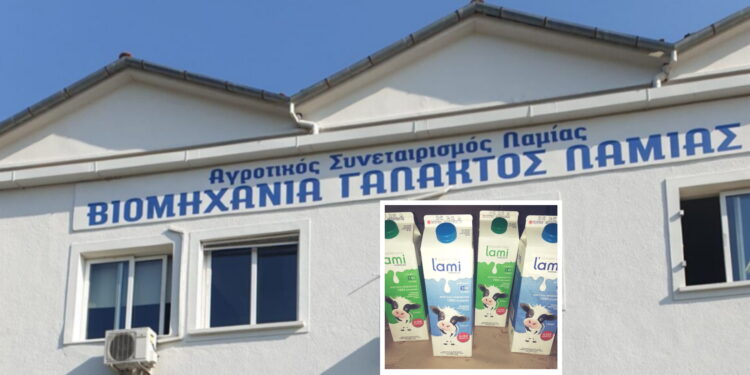 Αγροτικός Συνεταιρισμός Λαμίας
ΒΙΟΜΗΧΑΝΙΑ ΓΑΛΑΚΤΟΣ ΛΑΜΙΑΣ
lami
lami
lami
lami